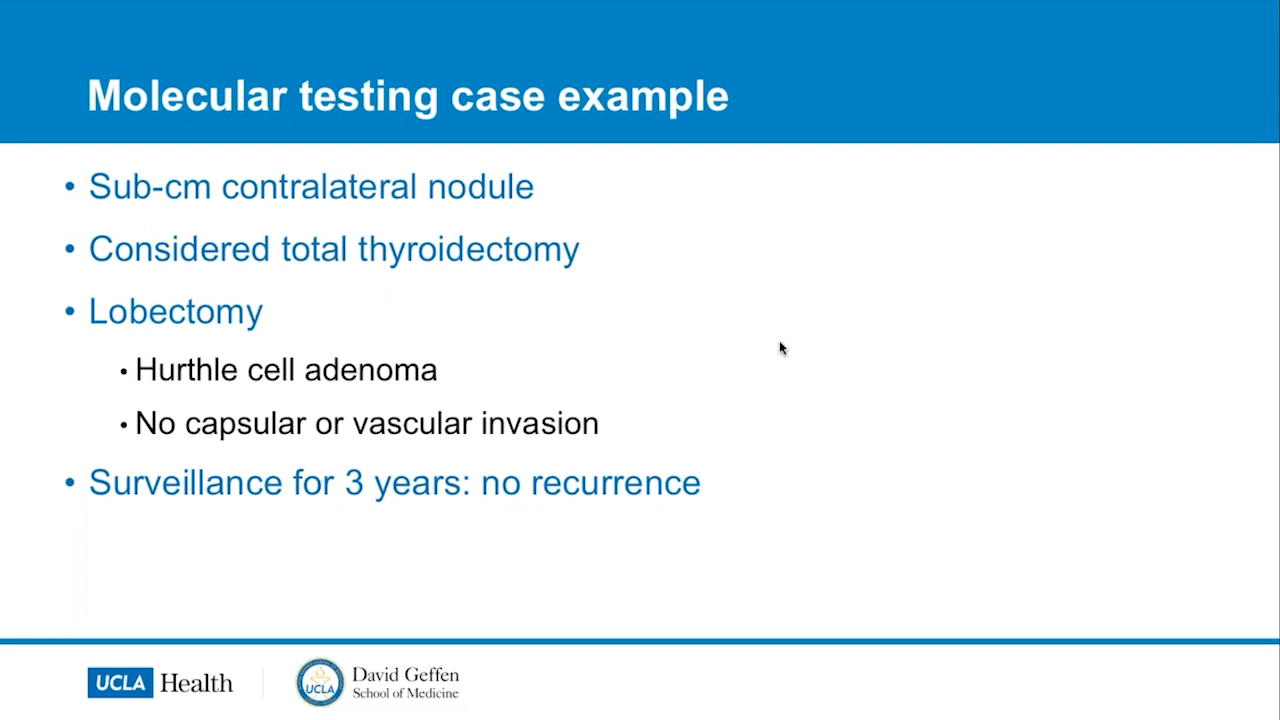 Molecular testing case example
• Sub-cm contralateral nodule
• Considered total thyroidectomy
• Lobectomy
• Hurthle cell adenoma
• No capsular or vascular invasion
• Surveillance for 3 years: no recurrence
UCLA Health
UCLA
David Geffen
School of Medicine